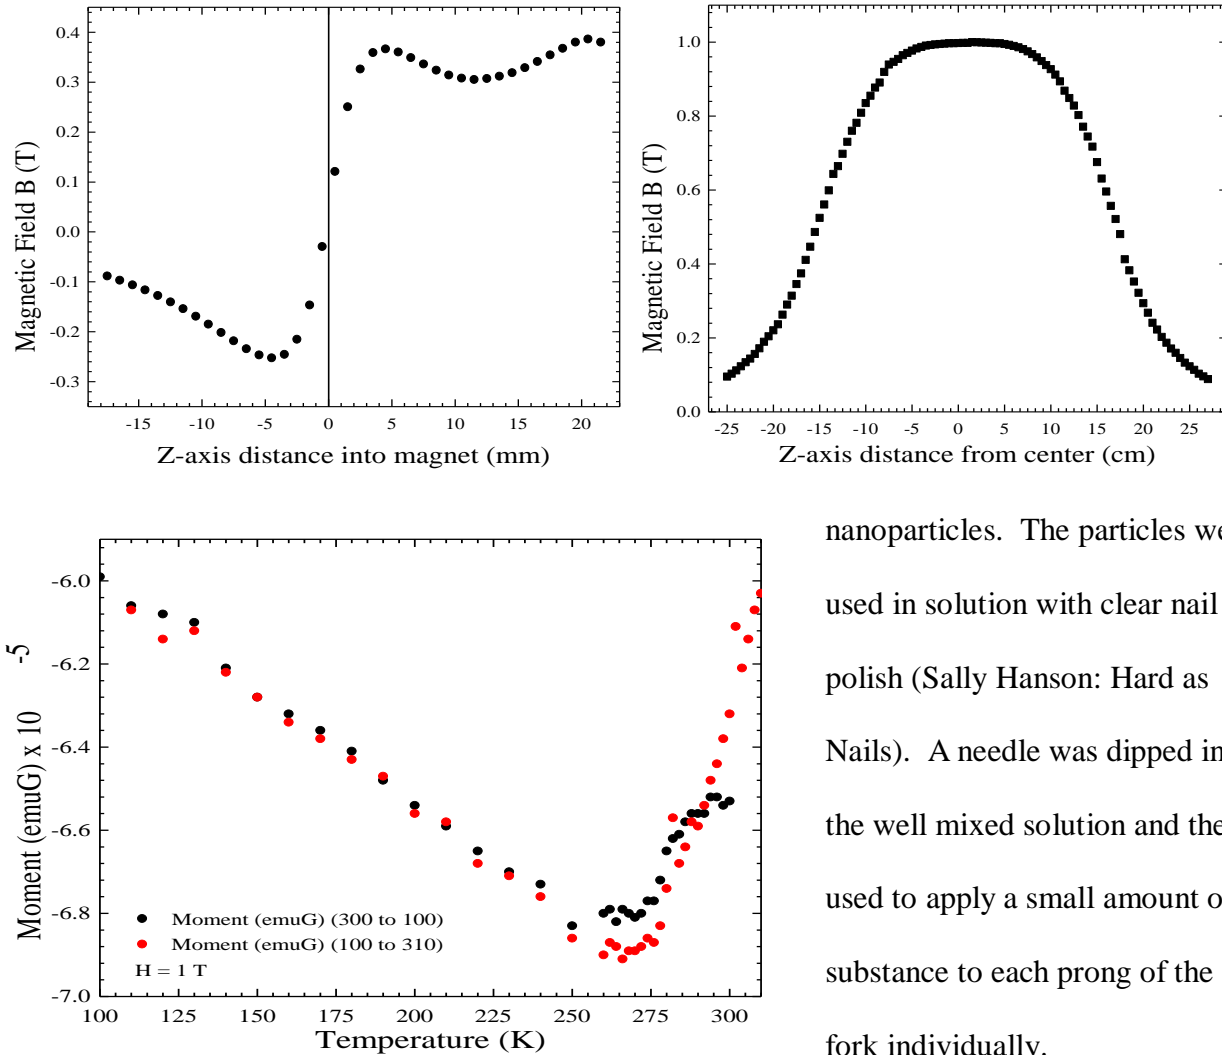 0.4
0.3
0.2
0.1
0.0
-0.1
-0.2
-0.3
Magnetic Field B (T)
-15 -10 -5 0 5 10 15 20
Z-axis distance into magnet (mm)
1.0
0.8
0.6
0.4
0.2
0.0
Magnetic Field B (T)
-25 -20 -15 -10 -5 0 5 10 15 20 25
Z-axis distance from center (cm)
-6.0
-6.2
-6.4
-6.6
-6.8
-7.0
Moment (emuG) x 10 -5
Moment (emuG) (300 to 100)
Moment (emuG) (100 to 310)
H = 1 T
100 125 150 175 200 225 250 275 300
Temperature (K)
nanoparticles. The particles
used in solution with clear nail
polish (Sally Hanson: Hard as
Nails). A needle was dipped in
the well mixed solution and
used to apply a small amount
substance to each prong of the
fork individually.